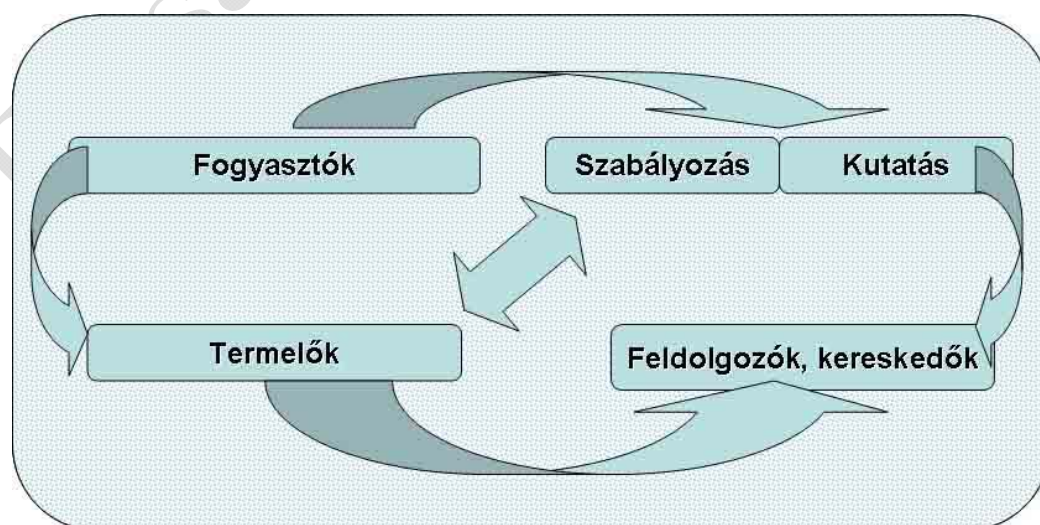 Fogyasztók
Szabályozás
Kutatás
Termelők
Feldolgozók, kereskedők